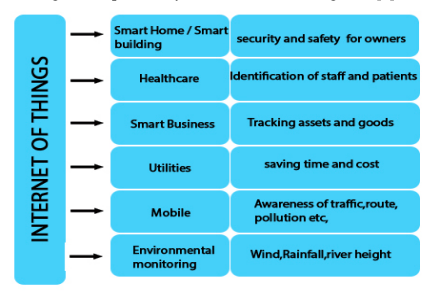 INTERNET OF THINGS
Smart Home / Smart
building
security and safety for owners
Healthcare
Identification of staff and patients
Smart Business
Tracking assets and goods
Utilities
saving time and cost
Mobile
Awareness of traffic,route,
pollution etc,
Environmental
monitoring
Wind,Rainfall,river height